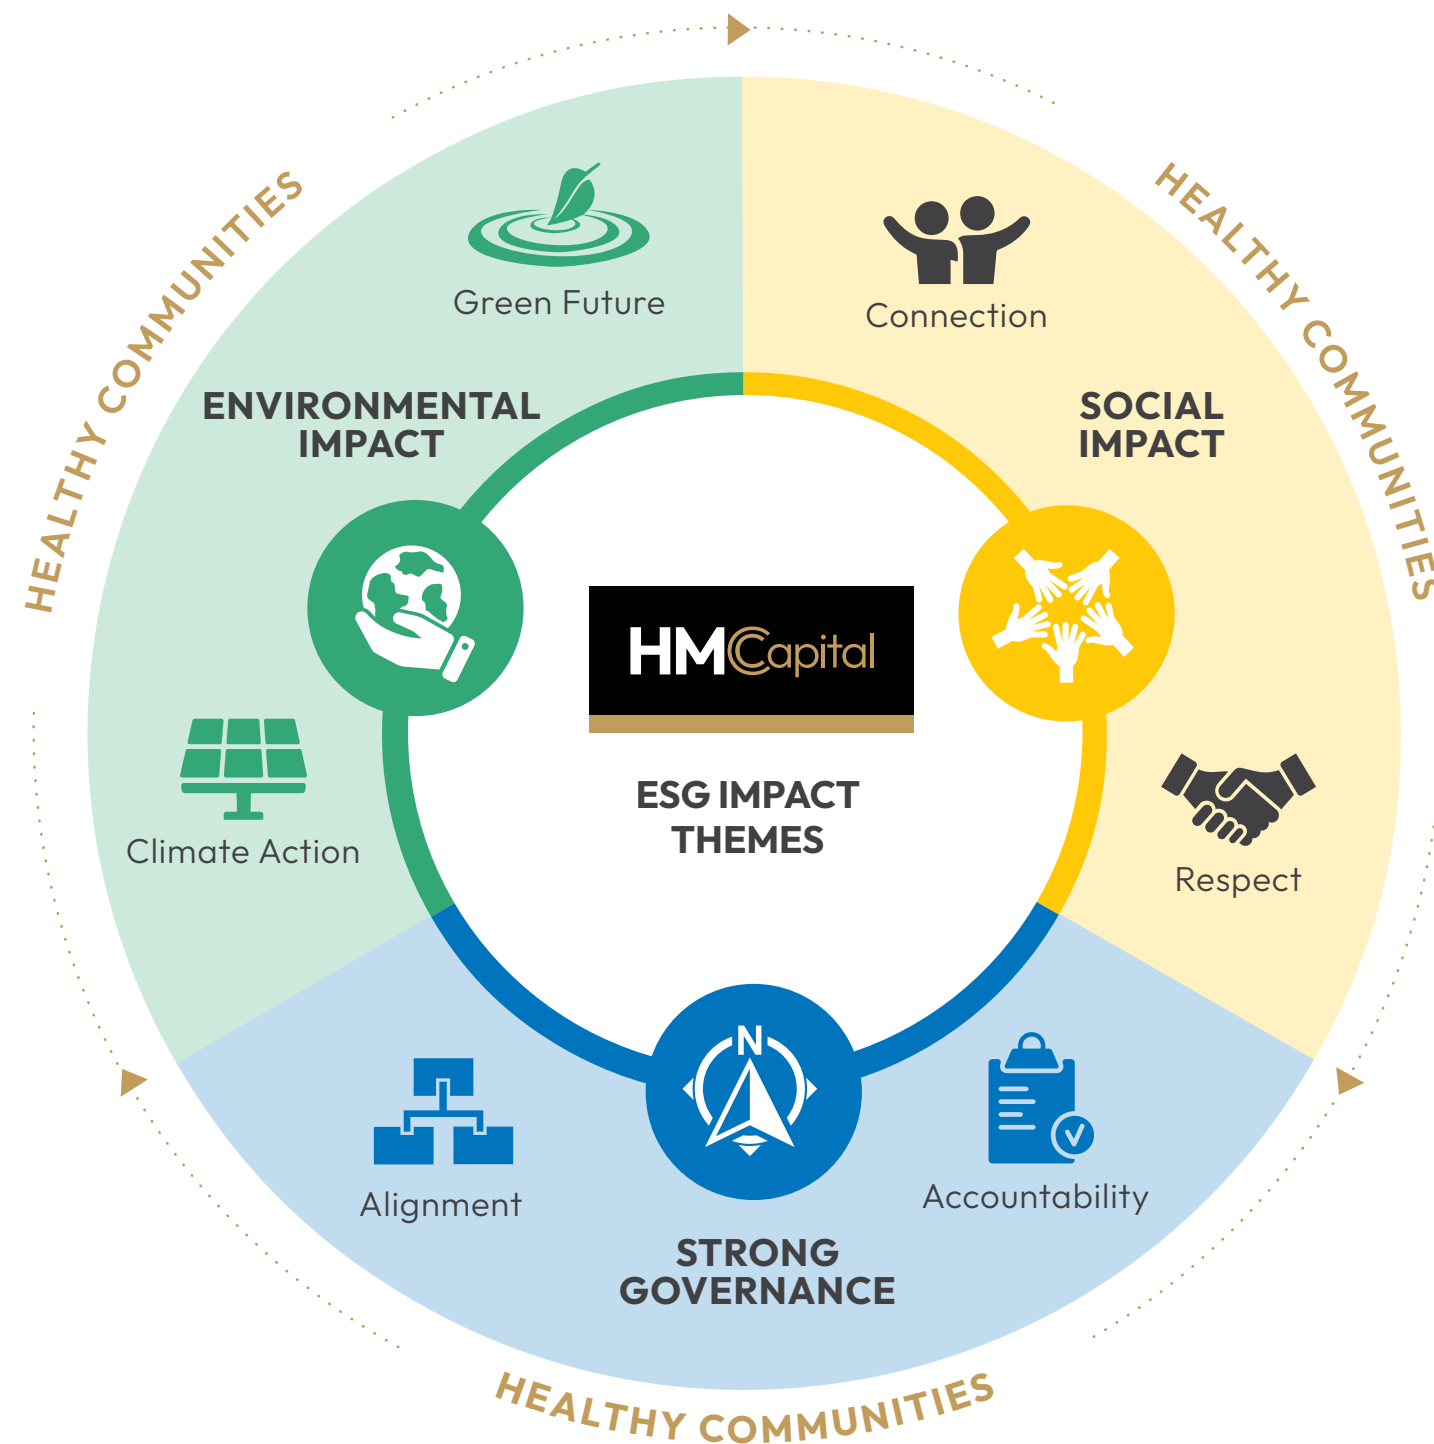 HEALTHY COMMUNITIES
HEALTHY COMMUNITIES
Green Future
Connection
ENVIRONMENTAL
IMPACT
SOCIAL
IMPACT
HMCCapital
ESG IMPACT
THEMES
Climate Action
Respect
N
Alignment
Accountability
STRONG
GOVERNANCE
HEALTHY COMMUNITIES